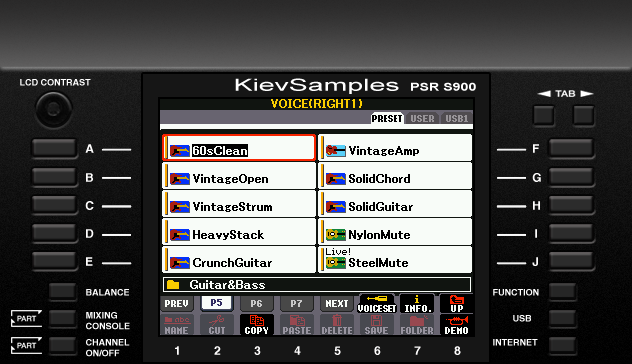 LCD CONTRAST
KievSamples PSR S900
◄ TAB ►
VOICE(RIGHT1)
PRESET USER USB1
A 60sClean VintageAmp F
B VintageOpen SolidChord G
C VintageStrum SolidGuitar H
D HeavyStack NylonMute I
Live!
E CrunchGuitar SteelMute J
Guitar&Bass
BALANCE FUNCTION
PREV P5 P6 P7 NEXT VOICESET INFO. UP
PART MIXING CONSOLE USB
NAME CUT COPY PASTE DELETE SAVE FOLDER DEMO
PART CHANNEL ON/OFF INTERNET
1 2 3 4 5 6 7 8